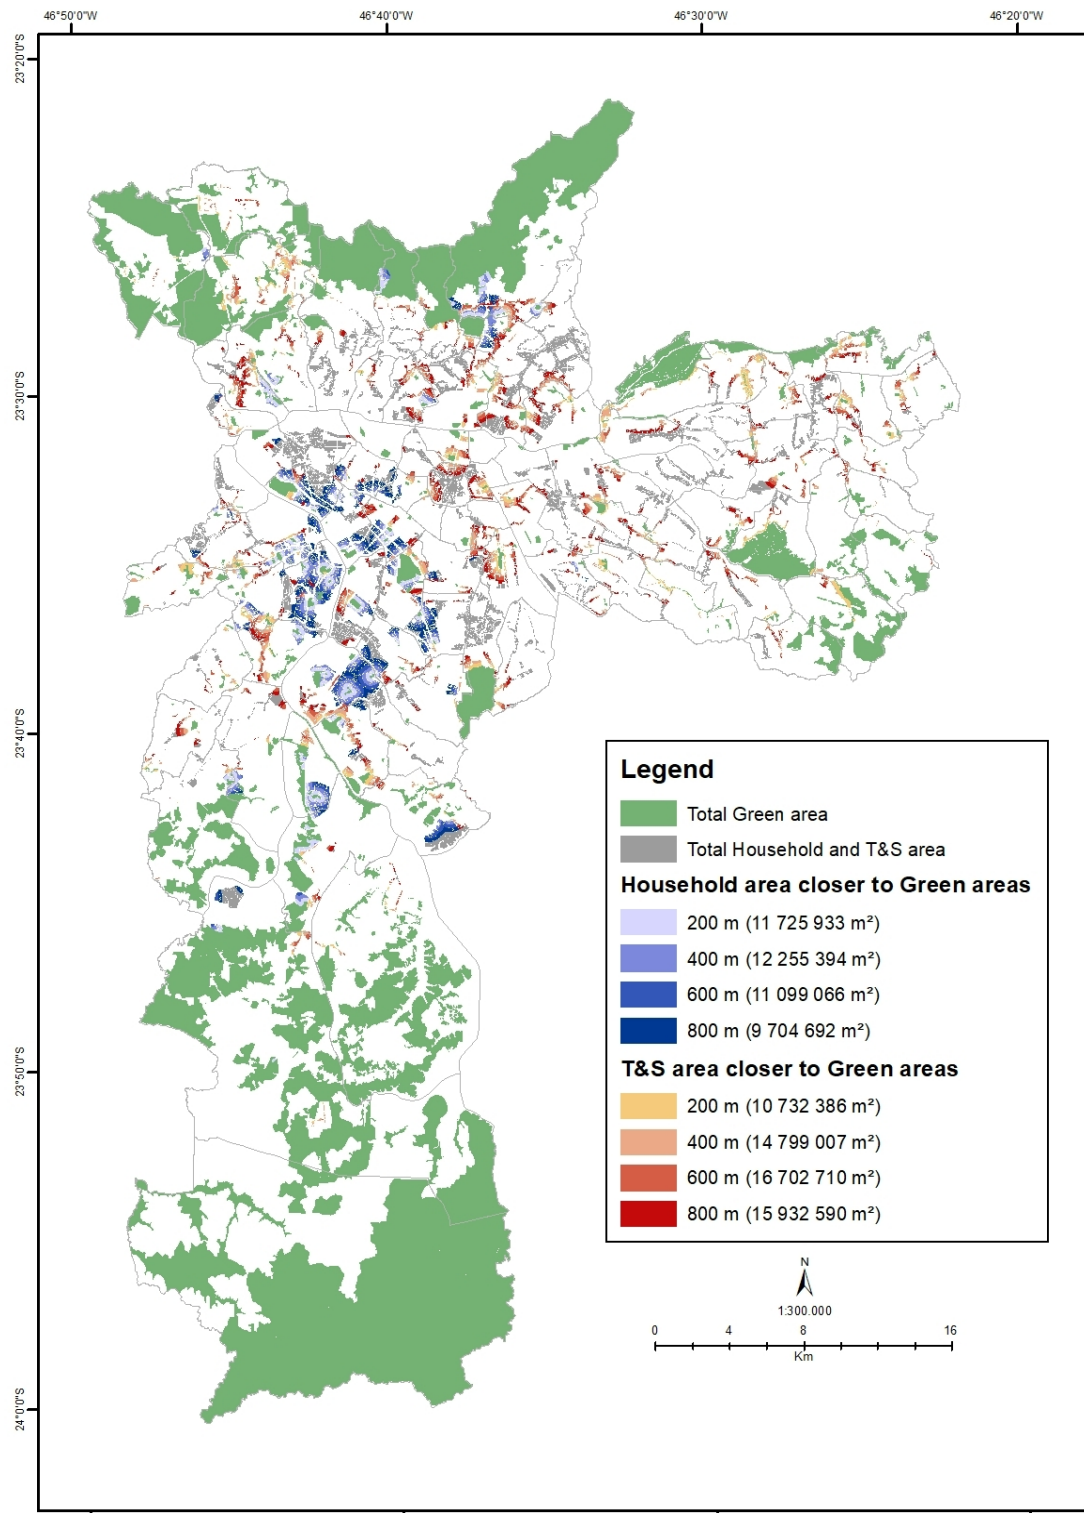 46°50'0"W 46°40'0"W 46°30'0"W 46°20'0"W
23°20'0"S
23°30'0"S
23°40'0"S
23°50'0"S
24°0'0"S
Legend
Total Green area
Total Household and T&S area
Household area closer to Green areas
200 m (11 725 933 m²)
400 m (12 255 394 m²)
600 m (11 099 066 m²)
800 m (9 704 692 m²)
T&S area closer to Green areas
200 m (10 732 386 m²)
400 m (14 799 007 m²)
600 m (16 702 710 m²)
800 m (15 932 590 m²)
N
1:300.000
0 4 8 16
Km